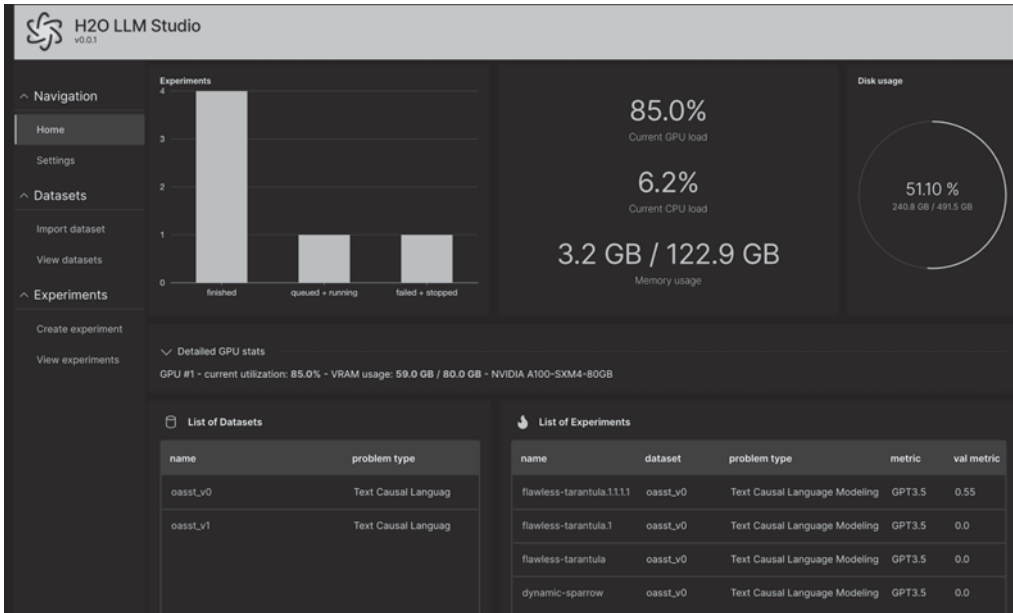 H2O LLM Studio
v0.0.1
Navigation
Home
Settings
Datasets
Import dataset
View datasets
Experiments
Create experiment
View experiments
Experiments
4
3
2
1
0
finished
queued + running
failed + stopped
85.0%
Current GPU load
6.2%
Current CPU load
3.2 GB / 122.9 GB
Memory usage
Disk usage
51.10 %
240.8 GB / 491.5 GB
Detailed GPU stats
GPU #1 - current utilization: 85.0% - VRAM usage: 59.0 GB / 80.0 GB - NVIDIA A100-SXM4-80GB
List of Datasets
name problem type
oasst_v0 Text Causal Languag
oasst_v1 Text Causal Languag
List of Experiments
name dataset problem type metric val metric
flawless-tarantula.1.1.1.1 oasst_v0 Text Causal Language Modeling GPT3.5 0.55
flawless-tarantula.1 oasst_v0 Text Causal Language Modeling GPT3.5 0.0
flawless-tarantula oasst_v0 Text Causal Language Modeling GPT3.5 0.0
dynamic-sparrow oasst_v0 Text Causal Language Modeling GPT3.5 0.0